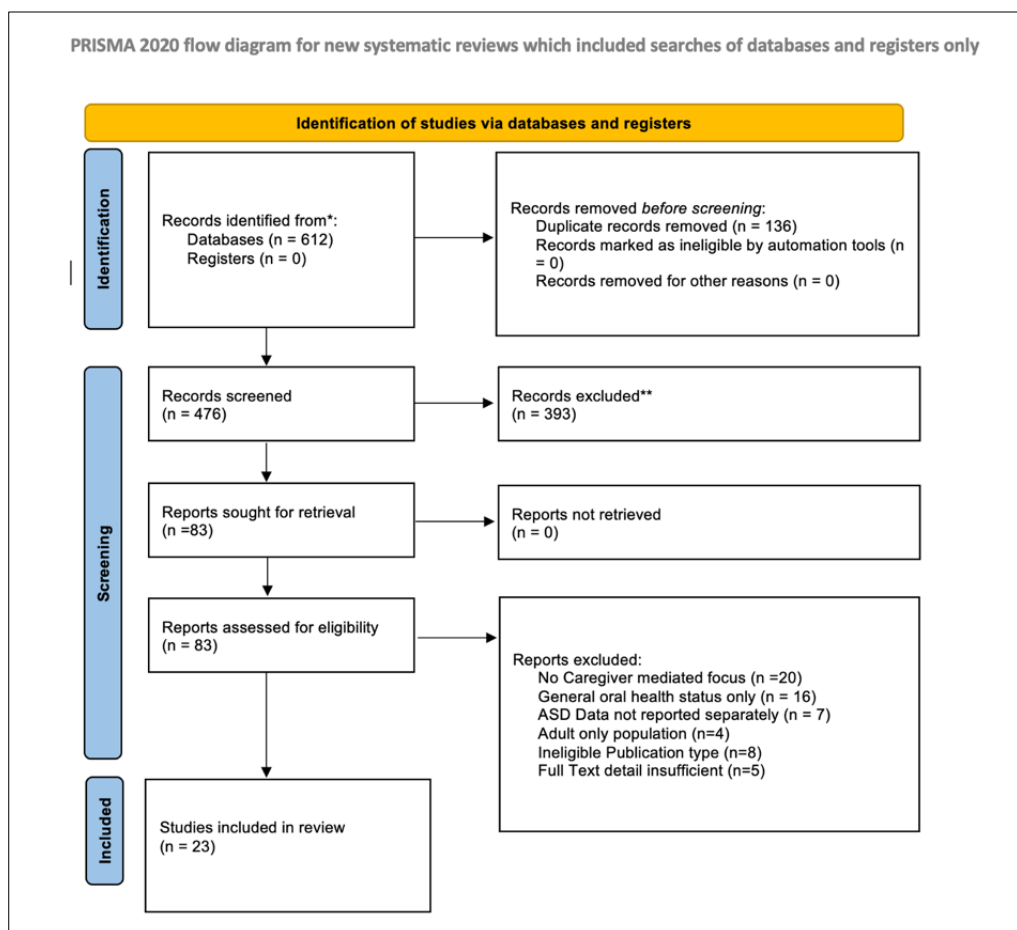 PRISMA 2020 flow diagram for new systematic reviews which included searches of databases and registers only
Identification of studies via databases and registers
Identification
Records identified from*:
Databases (n = 612)
Registers (n = 0)
Records removed before screening:
Duplicate records removed (n = 136)
Records marked as ineligible by automation tools (n
= 0)
Records removed for other reasons (n = 0)
Screening
Records screened
(n = 476)
Records excluded**
(n = 393)
Reports sought for retrieval
(n =83)
Reports not retrieved
(n = 0)
Reports assessed for eligibility
(n = 83)
Reports excluded:
No Caregiver mediated focus (n =20)
General oral health status only (n = 16)
ASD Data not reported separately (n = 7)
Adult only population (n=4)
Ineligible Publication type (n=8)
Full Text detail insufficient (n=5)
Included
Studies included in review
(n = 23)